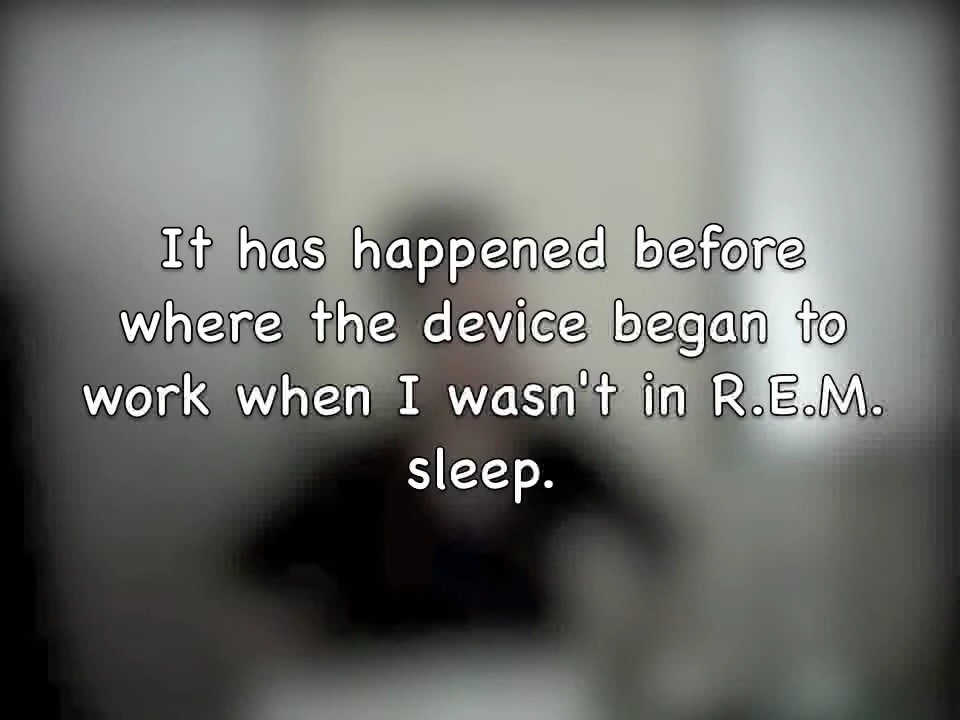 It has happened before
where the device began to
work when I wasn't in R.E.M.
sleep.